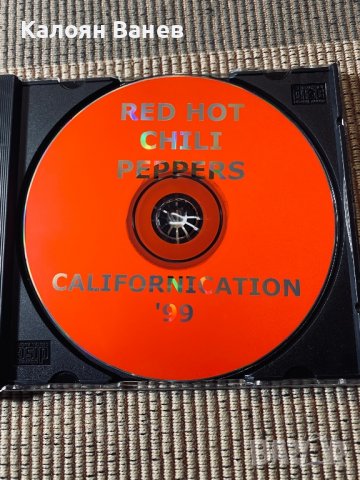 Калоян Ванев
RED HOT
CHILI
PEPPERS
CALIFORNICATION
'99